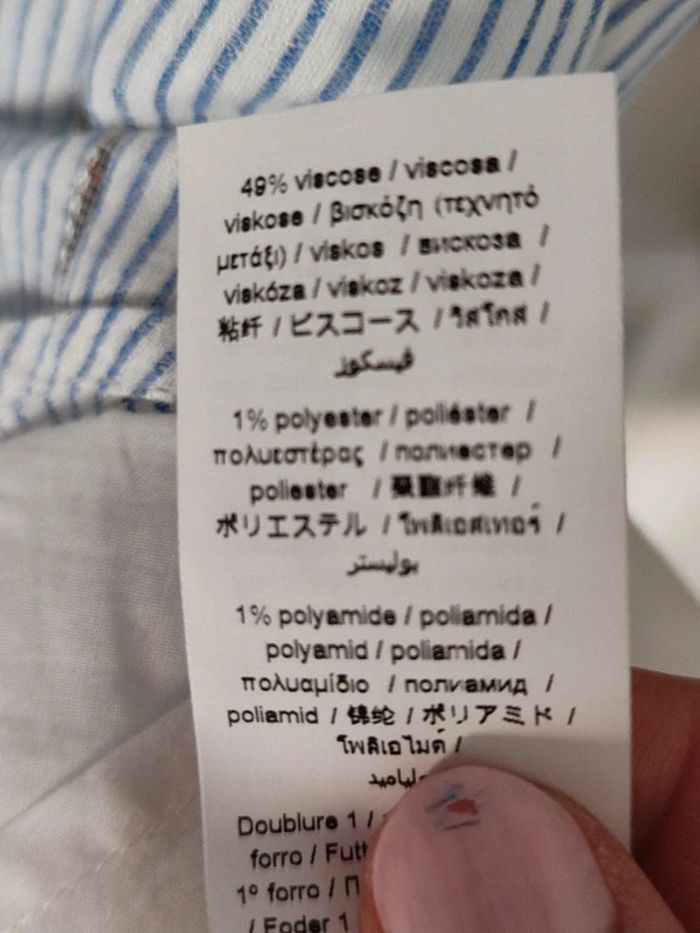 49% viscose / viscosa /
viskose / βισκόζη (τεχνητό
μετάξι) / viskos / вискоза /
viskóza / viskoz / viskoza /
粘纤 / ビスコース / วิสโคส /
فيسكوز
1% polyester / poliéster /
πολυεστέρας / полиестер /
poliester / 聚酯纤维 /
ポリエステル / โพลิเอสเทอร์ /
بوليستر
1% polyamide / poliamida /
polyamid / poliamida /
πολυαμίδιο / полиамид /
poliamid / 锦纶 / ポリアミド /
โพลิเอไมด์ /
Doublure 1 /
forro /
1º forro /
/ Foder 1